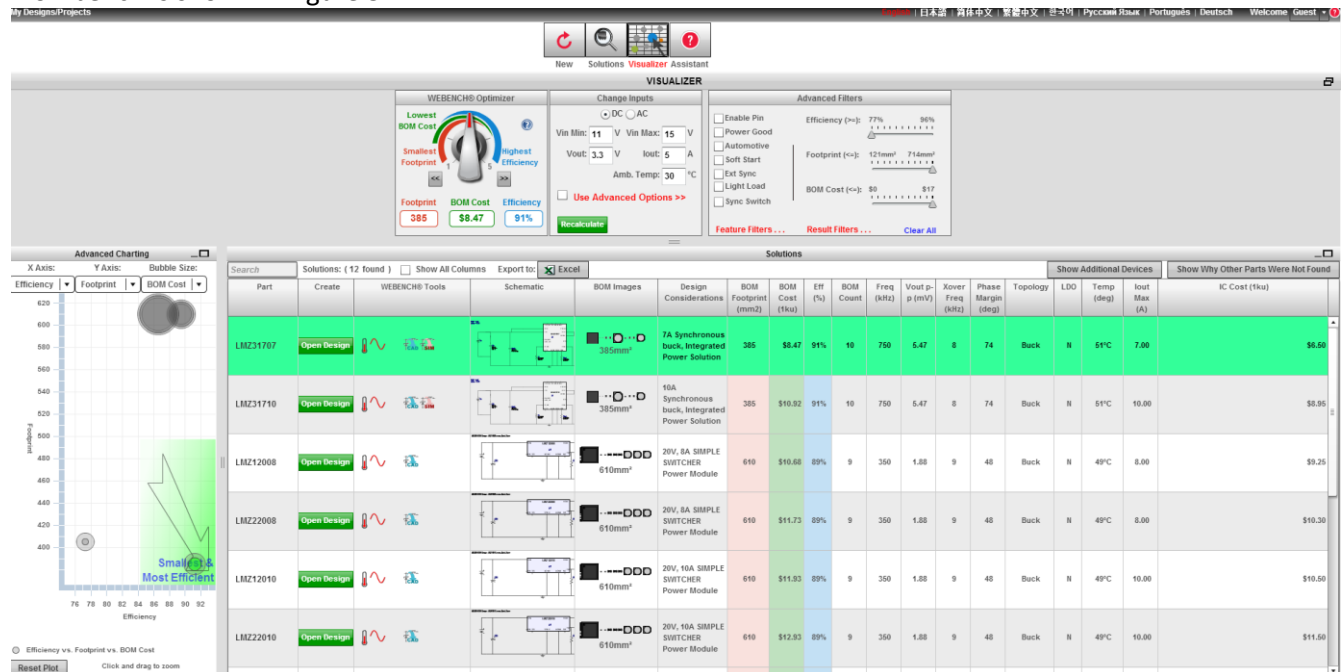 My Designs/Projects English | 日本語 | 简体中文 | 繁體中文 | 한국어 | Русский Язык | Português | Deutsch Welcome Guest
New Solutions Visualizer Assistant
VISUALIZER
WEBENCH® Optimizer
Lowest BOM Cost
Smallest Footprint
Highest Efficiency
1 5
<< >>
Footprint BOM Cost Efficiency
385 $8.47 91%
Change Inputs
DC AC
Vin Min: 11 V Vin Max: 15 V
Vout: 3.3 V Iout: 5 A
Amb. Temp: 30 °C
Use Advanced Options >>
Recalculate
Advanced Filters
Enable Pin
Power Good
Automotive
Soft Start
Ext Sync
Light Load
Sync Switch
Efficiency (>=): 77% 96%
Footprint (<=): 121mm² 714mm²
BOM Cost (<=): $0 $17
Feature Filters . . . Result Filters . . . Clear All
Advanced Charting
X Axis: Y Axis: Bubble Size:
Efficiency Footprint BOM Cost
620
600
580
560
540
520
500
480
460
440
420
400
Footprint
Smallest & Most Efficient
76 78 80 82 84 86 88 90 92
Efficiency
Efficiency vs. Footprint vs. BOM Cost
Reset Plot Click and drag to zoom
Solutions
Search Solutions: ( 12 found ) Show All Columns Export to: Excel Show Additional Devices Show Why Other Parts Were Not Found
Part Create WEBENCH® Tools Schematic BOM Images Design Considerations BOM Footprint (mm2) BOM Cost (1ku) Eff (%) BOM Count Freq (kHz) Vout p-p (mV) Xover Freq (kHz) Phase Margin (deg) Topology LDO Temp (deg) Iout Max (A) IC Cost (1ku)
LMZ31707 Open Design 385mm² 7A Synchronous buck, Integrated Power Solution 385 $8.47 91% 10 750 5.47 8 74 Buck N 51°C 7.00 $6.50
LMZ31710 Open Design 385mm² 10A Synchronous buck, Integrated Power Solution 385 $10.92 91% 10 750 5.47 8 74 Buck N 51°C 10.00 $8.95
LMZ12008 Open Design 610mm² 20V, 8A SIMPLE SWITCHER Power Module 610 $10.68 89% 9 350 1.88 9 48 Buck N 49°C 8.00 $9.25
LMZ22008 Open Design 610mm² 20V, 8A SIMPLE SWITCHER Power Module 610 $11.73 89% 9 350 1.88 9 48 Buck N 49°C 8.00 $10.30
LMZ12010 Open Design 610mm² 20V, 10A SIMPLE SWITCHER Power Module 610 $11.93 89% 9 350 1.88 9 48 Buck N 49°C 10.00 $10.50
LMZ22010 Open Design 610mm² 20V, 10A SIMPLE SWITCHER Power Module 610 $12.93 89% 9 350 1.88 9 48 Buck N 49°C 10.00 $11.50